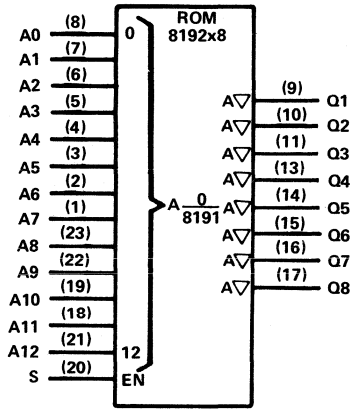 ROM
8192x8
A0 (8) 0
A1 (7)
A2 (6)
A3 (5)
A4 (4)
A5 (3)
A6 (2)
A7 (1)
A8 (23)
A9 (22)
A10 (19)
A11 (18)
A12 (21) 12
S (20) EN
A 0/8191
A▽ (9) Q1
A▽ (10) Q2
A▽ (11) Q3
A▽ (13) Q4
A▽ (14) Q5
A▽ (15) Q6
A▽ (16) Q7
A▽ (17) Q8